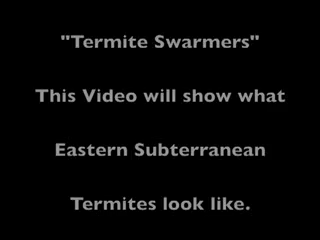 "Termite Swarmers"
This Video will show what
Eastern Subterranean
Termites look like.